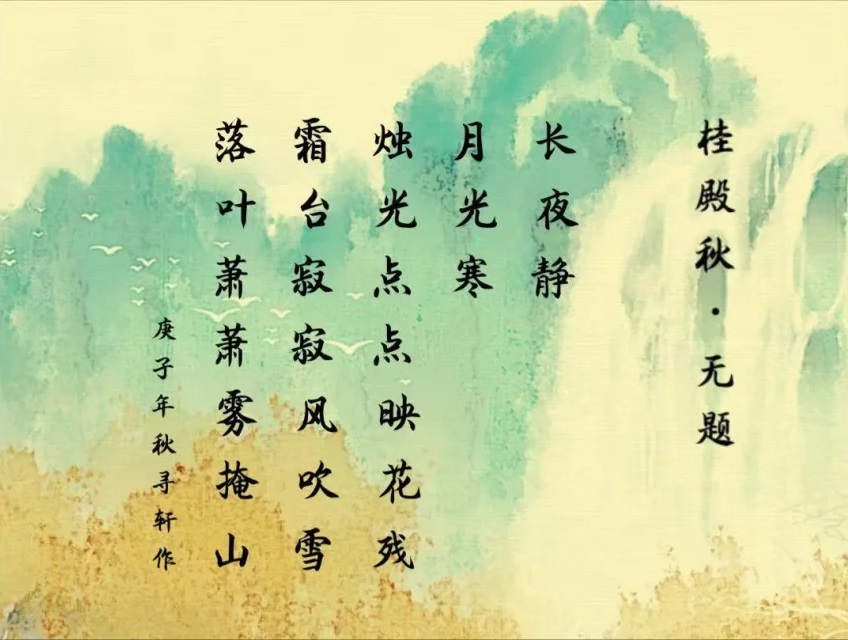 桂殿秋·无题
长夜静
月光寒
烛光点点映花残
霜台寂寂风吹雪
落叶萧萧雾掩山
庚子年秋寻轩作